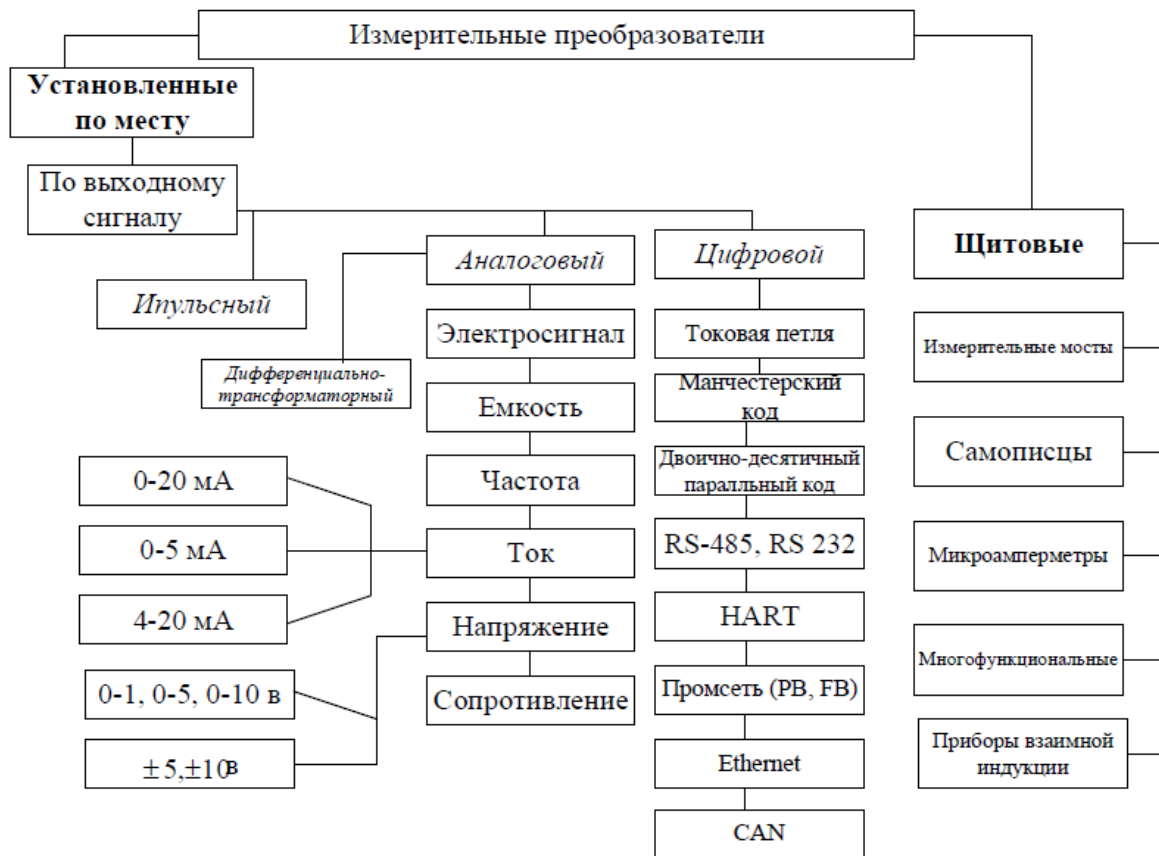 Измерительные преобразователи
Установленные
по месту
По выходному
сигналу
Ипульсный
Аналоговый
Дифференциально-
трансформаторный
Электросигнал
Емкость
Частота
Ток
0-20 мА
0-5 мА
4-20 мА
Напряжение
0-1, 0-5, 0-10 в
±5,±10в
Сопротивление
Цифровой
Токовая петля
Манчестерский
код
Двоично-десятичный
паралльный код
RS-485, RS 232
HART
Промсеть (PB, FB)
Ethernet
CAN
Щитовые
Измерительные мосты
Самописцы
Микроамперметры
Многофункциональные
Приборы взаимной
индукции